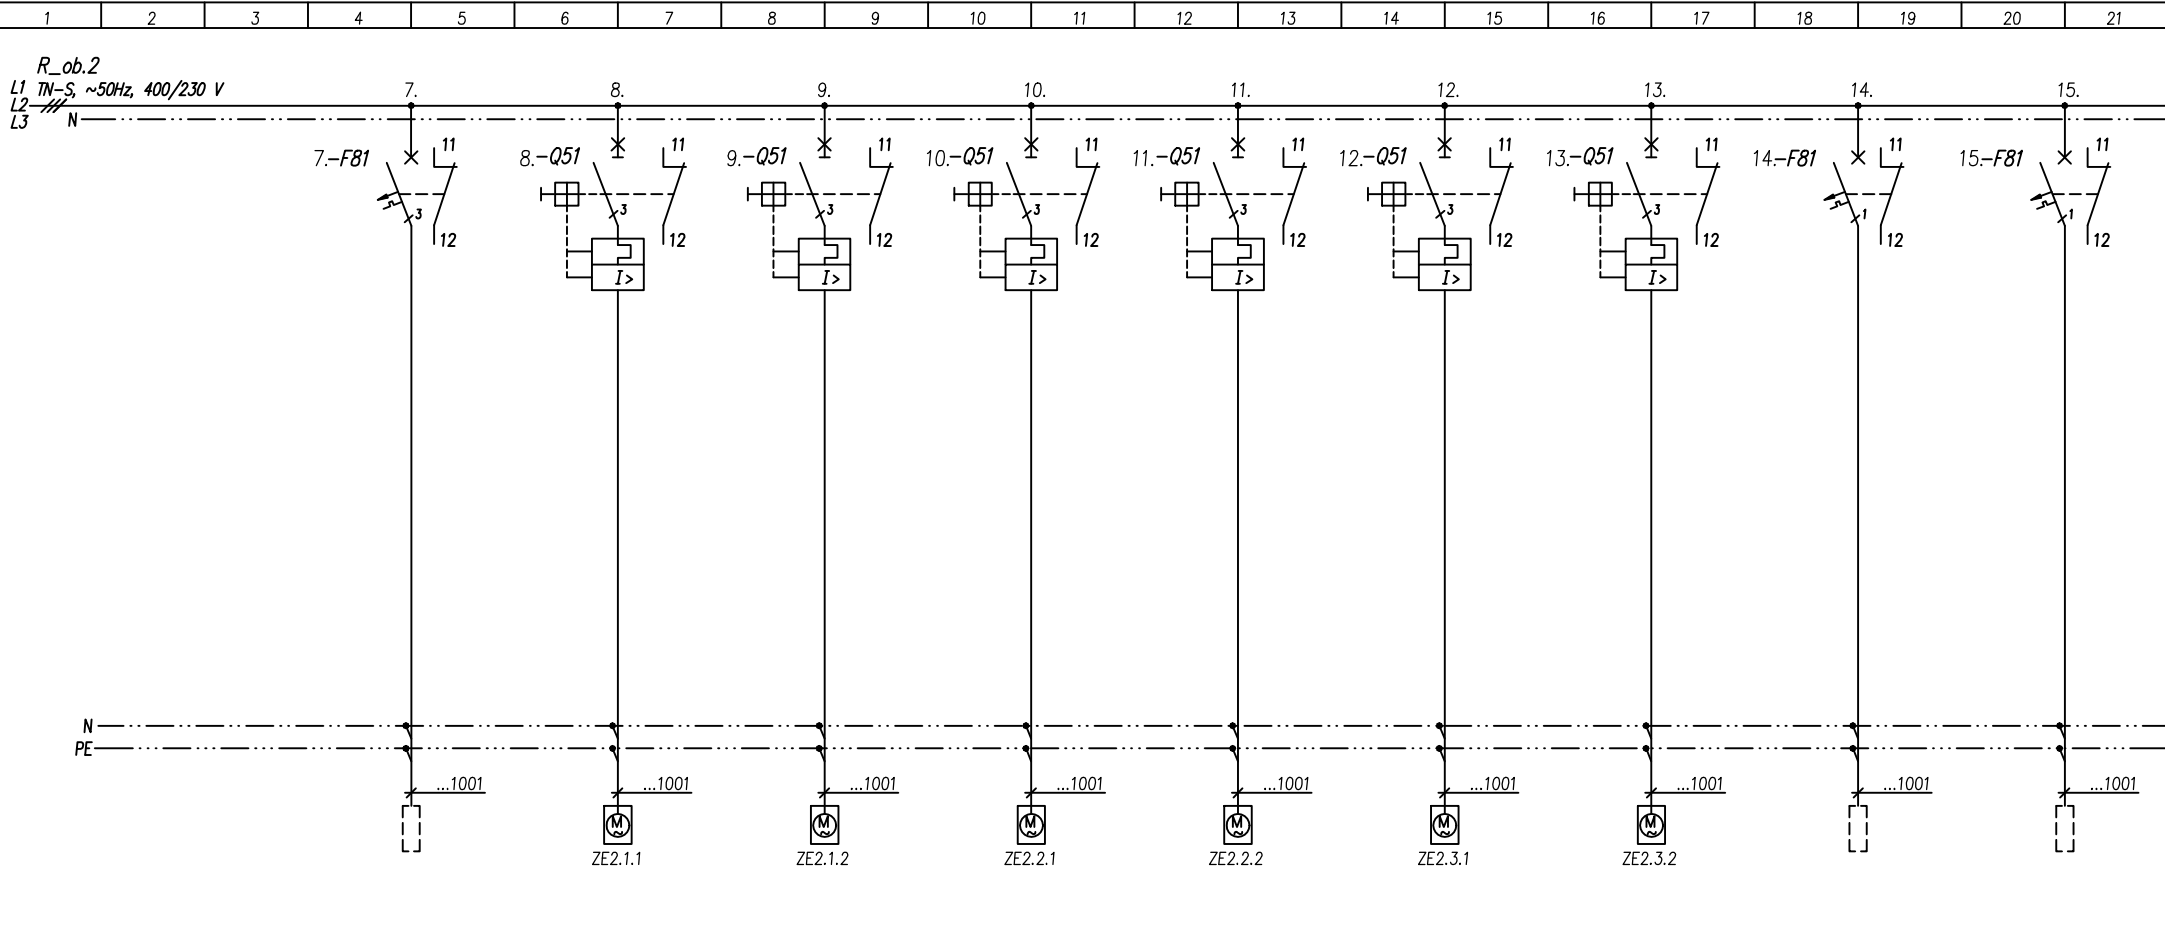 1 2 3 4 5 6 7 8 9 10 11 12 13 14 15 16 17 18 19 20 21
R_ob.2
L1 TN-S, ~50Hz, 400/230 V 7. 8. 9. 10. 11. 12. 13. 14. 15.
L2
L3 N
11 11 11 11 11 11 11 11 11
7.-F81 8.-Q51 9.-Q51 10.-Q51 11.-Q51 12.-Q51 13.-Q51 14.-F81 15.-F81
3 3 3 3 3 3 3 1 1
12 12 12 12 12 12 12 12 12
I> I> I> I> I> I>
N
PE
...1001 ...1001 ...1001 ...1001 ...1001 ...1001 ...1001 ...1001 ...1001
M M M M M M
~ ~ ~ ~ ~ ~
ZE2.1.1 ZE2.1.2 ZE2.2.1 ZE2.2.2 ZE2.3.1 ZE2.3.2